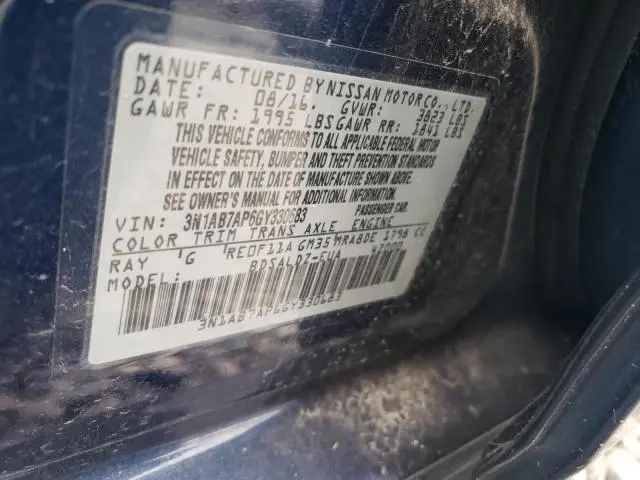 MANUFACTURED BY NISSAN MOTOR CO., LTD.
DATE: 08/16. GVWR: 3823 LBS
GAWR FR: 1995 LBS GAWR RR: 1841 LBS
THIS VEHICLE CONFORMS TO ALL APPLICABLE FEDERAL MOTOR
VEHICLE SAFETY, BUMPER AND THEFT PREVENTION STANDARDS
IN EFFECT ON THE DATE OF MANUFACTURE SHOWN ABOVE.
SEE OWNER'S MANUAL FOR ADDITIONAL INFORMATION.
VIN: 3N1AB7AP6GY330683 PASSENGER CAR.
COLOR TRIM TRANS AXLE ENGINE
RAY 'G RE0F11A GM35 MRA8DE 1798 CC
MODEL: BDSALDZ-EUA 47000
3N1AB7AP6GY330683